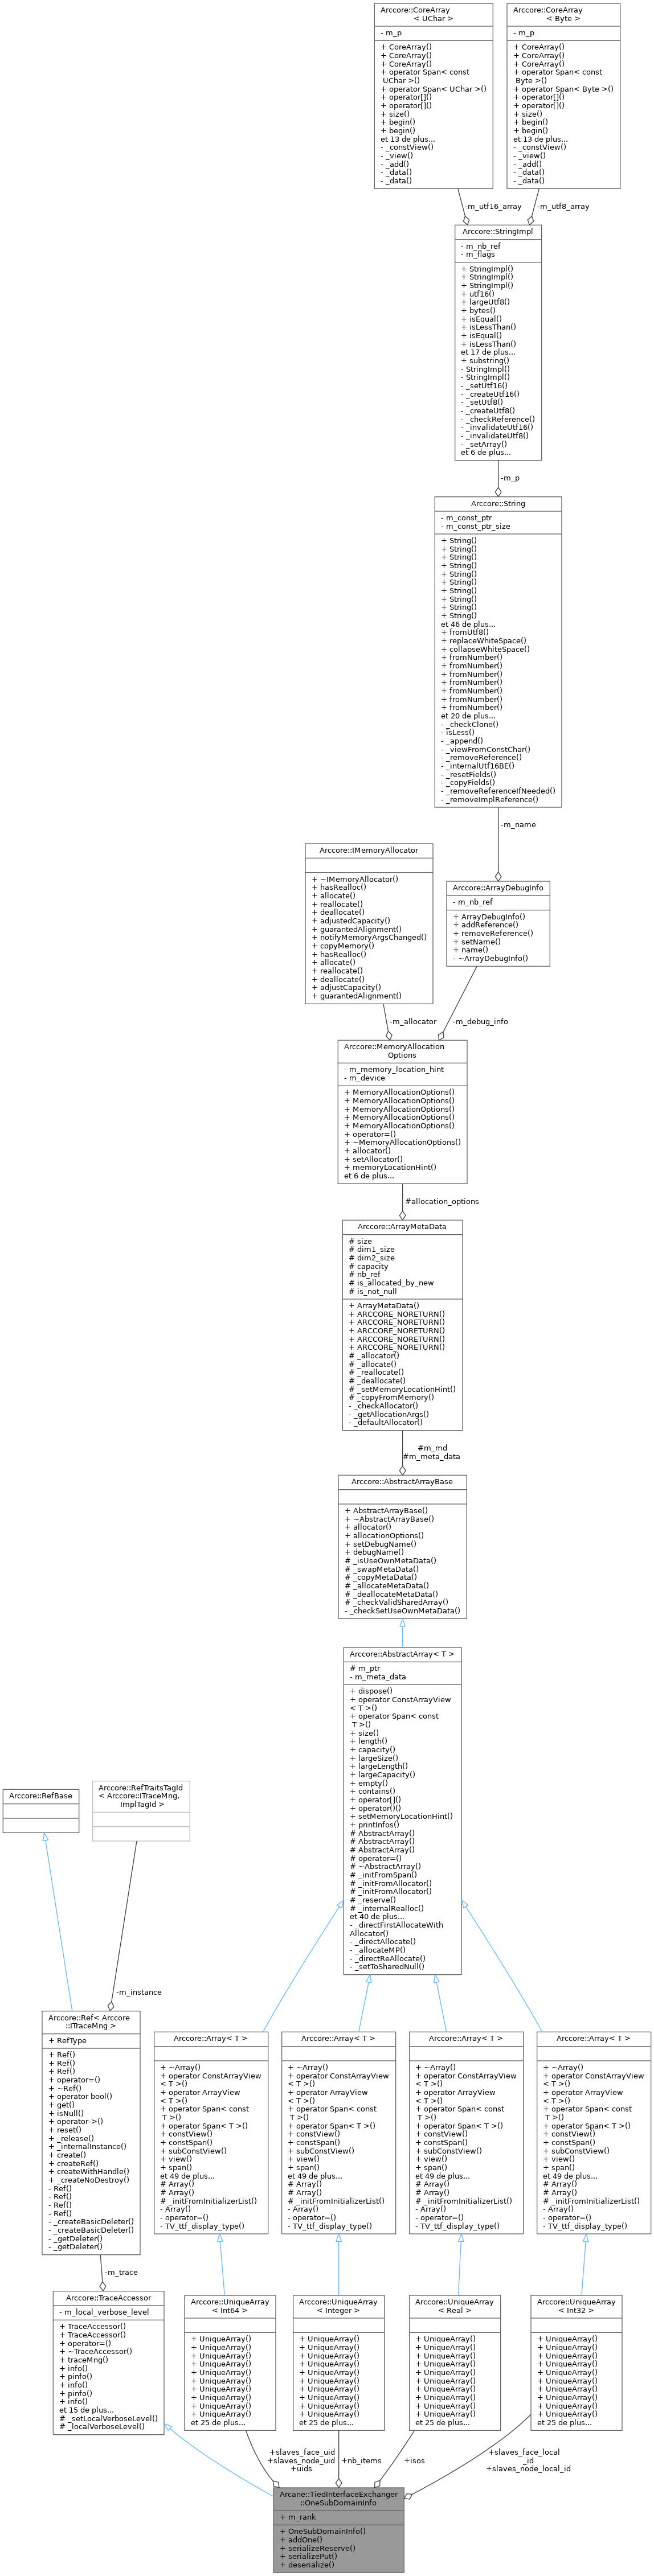 Arccore::CoreArray
< UChar >
- m_p
+ CoreArray()
+ CoreArray()
+ CoreArray()
+ operator Span< const
UChar >()
+ operator Span< UChar >()
+ operator[]()
+ operator[]()
+ size()
+ begin()
+ begin()
et 13 de plus...
- _constView()
- _view()
- _add()
- _data()
- _data()
Arccore::CoreArray
< Byte >
- m_p
+ CoreArray()
+ CoreArray()
+ CoreArray()
+ operator Span< const
Byte >()
+ operator Span< Byte >()
+ operator[]()
+ operator[]()
+ size()
+ begin()
+ begin()
et 13 de plus...
- _constView()
- _view()
- _add()
- _data()
- _data()
-m_utf16_array
-m_utf8_array
Arccore::StringImpl
- m_nb_ref
- m_flags
+ StringImpl()
+ StringImpl()
+ StringImpl()
+ utf16()
+ largeUtf8()
+ bytes()
+ isEqual()
+ isLessThan()
+ isEqual()
+ isLessThan()
et 17 de plus...
+ substring()
- StringImpl()
- StringImpl()
- _setUtf16()
- _createUtf16()
- _setUtf8()
- _createUtf8()
- _checkReference()
- _invalidateUtf16()
- _invalidateUtf8()
- _setArray()
et 6 de plus...
-m_p
Arccore::String
- m_const_ptr
- m_const_ptr_size
+ String()
+ String()
+ String()
+ String()
+ String()
+ String()
+ String()
+ String()
+ String()
+ String()
et 46 de plus...
+ fromUtf8()
+ replaceWhiteSpace()
+ collapseWhiteSpace()
+ fromNumber()
+ fromNumber()
+ fromNumber()
+ fromNumber()
+ fromNumber()
+ fromNumber()
+ fromNumber()
et 20 de plus...
- _checkClone()
- isLess()
- _append()
- _viewFromConstChar()
- _removeReference()
- _internalUtf16BE()
- _resetFields()
- _copyFields()
- _removeReferenceIfNeeded()
- _removeImplReference()
-m_name
Arccore::IMemoryAllocator
+ ~IMemoryAllocator()
+ hasRealloc()
+ allocate()
+ reallocate()
+ deallocate()
+ adjustedCapacity()
+ guarantedAlignment()
+ notifyMemoryArgsChanged()
+ copyMemory()
+ hasRealloc()
+ allocate()
+ reallocate()
+ deallocate()
+ adjustCapacity()
+ guarantedAlignment()
Arccore::ArrayDebugInfo
- m_nb_ref
+ ArrayDebugInfo()
+ addReference()
+ removeReference()
+ setName()
+ name()
- ~ArrayDebugInfo()
-m_allocator
-m_debug_info
Arccore::MemoryAllocation
Options
- m_memory_location_hint
- m_device
+ MemoryAllocationOptions()
+ MemoryAllocationOptions()
+ MemoryAllocationOptions()
+ MemoryAllocationOptions()
+ MemoryAllocationOptions()
+ operator=()
+ ~MemoryAllocationOptions()
+ allocator()
+ setAllocator()
+ memoryLocationHint()
et 6 de plus...
#allocation_options
Arccore::ArrayMetaData
# size
# dim1_size
# dim2_size
# capacity
# nb_ref
# is_allocated_by_new
# is_not_null
+ ArrayMetaData()
+ ARCCORE_NORETURN()
+ ARCCORE_NORETURN()
+ ARCCORE_NORETURN()
+ ARCCORE_NORETURN()
+ ARCCORE_NORETURN()
# _allocator()
# _allocate()
# _reallocate()
# _deallocate()
# _setMemoryLocationHint()
# _copyFromMemory()
- _checkAllocator()
- _getAllocationArgs()
- _defaultAllocator()
#m_md
#m_meta_data
Arccore::AbstractArrayBase
+ AbstractArrayBase()
+ ~AbstractArrayBase()
+ allocator()
+ allocationOptions()
+ setDebugName()
+ debugName()
# _isUseOwnMetaData()
# _swapMetaData()
# _copyMetaData()
# _allocateMetaData()
# _deallocateMetaData()
# _checkValidSharedArray()
- _checkSetUseOwnMetaData()
Arccore::AbstractArray< T >
# m_ptr
- m_meta_data
+ dispose()
+ operator ConstArrayView
< T >()
+ operator Span< const
T >()
+ size()
+ length()
+ capacity()
+ largeSize()
+ largeLength()
+ largeCapacity()
+ empty()
+ contains()
+ operator[]()
+ operator()()
+ setMemoryLocationHint()
+ printInfos()
# AbstractArray()
# AbstractArray()
# AbstractArray()
# operator=()
# ~AbstractArray()
# _initFromSpan()
# _initFromAllocator()
# _initFromAllocator()
# _reserve()
# _internalRealloc()
et 40 de plus...
- _directFirstAllocateWith
Allocator()
- _directAllocate()
- _allocateMP()
- _directReAllocate()
- _setToSharedNull()
Arccore::RefBase
Arccore::RefTraitsTagId
< Arccore::ITraceMng,
ImplTagId >
-m_instance
Arccore::Ref< Arccore
::ITraceMng >
+ RefType
+ Ref()
+ Ref()
+ Ref()
+ operator=()
+ ~Ref()
+ operator bool()
+ get()
+ isNull()
+ operator->()
+ reset()
+ _release()
+ _internalInstance()
+ create()
+ createRef()
+ createWithHandle()
+ _createNoDestroy()
- Ref()
- Ref()
- Ref()
- Ref()
- _createBasicDeleter()
- _createBasicDeleter()
- _getDeleter()
- _getDeleter()
Arccore::Array< T >
+ ~Array()
+ operator ConstArrayView
< T >()
+ operator ArrayView
< T >()
+ operator Span< const
T >()
+ operator Span< T >()
+ constView()
+ constSpan()
+ subConstView()
+ view()
+ span()
et 49 de plus...
# Array()
# Array()
# _initFromInitializerList()
- Array()
- operator=()
- TV_ttf_display_type()
Arccore::Array< T >
+ ~Array()
+ operator ConstArrayView
< T >()
+ operator ArrayView
< T >()
+ operator Span< const
T >()
+ operator Span< T >()
+ constView()
+ constSpan()
+ subConstView()
+ view()
+ span()
et 49 de plus...
# Array()
# Array()
# _initFromInitializerList()
- Array()
- operator=()
- TV_ttf_display_type()
Arccore::Array< T >
+ ~Array()
+ operator ConstArrayView
< T >()
+ operator ArrayView
< T >()
+ operator Span< const
T >()
+ operator Span< T >()
+ constView()
+ constSpan()
+ subConstView()
+ view()
+ span()
et 49 de plus...
# Array()
# Array()
# _initFromInitializerList()
- Array()
- operator=()
- TV_ttf_display_type()
Arccore::Array< T >
+ ~Array()
+ operator ConstArrayView
< T >()
+ operator ArrayView
< T >()
+ operator Span< const
T >()
+ operator Span< T >()
+ constView()
+ constSpan()
+ subConstView()
+ view()
+ span()
et 49 de plus...
# Array()
# Array()
# _initFromInitializerList()
- Array()
- operator=()
- TV_ttf_display_type()
-m_trace
Arccore::TraceAccessor
- m_local_verbose_level
+ TraceAccessor()
+ TraceAccessor()
+ operator=()
+ ~TraceAccessor()
+ traceMng()
+ info()
+ pinfo()
+ info()
+ pinfo()
+ info()
et 15 de plus...
# _setLocalVerboseLevel()
# _localVerboseLevel()
Arccore::UniqueArray
< Int64 >
+ UniqueArray()
+ UniqueArray()
+ UniqueArray()
+ UniqueArray()
+ UniqueArray()
+ UniqueArray()
+ UniqueArray()
+ UniqueArray()
+ UniqueArray()
+ UniqueArray()
et 25 de plus...
Arccore::UniqueArray
< Integer >
+ UniqueArray()
+ UniqueArray()
+ UniqueArray()
+ UniqueArray()
+ UniqueArray()
+ UniqueArray()
+ UniqueArray()
+ UniqueArray()
+ UniqueArray()
+ UniqueArray()
et 25 de plus...
Arccore::UniqueArray
< Real >
+ UniqueArray()
+ UniqueArray()
+ UniqueArray()
+ UniqueArray()
+ UniqueArray()
+ UniqueArray()
+ UniqueArray()
+ UniqueArray()
+ UniqueArray()
+ UniqueArray()
et 25 de plus...
Arccore::UniqueArray
< Int32 >
+ UniqueArray()
+ UniqueArray()
+ UniqueArray()
+ UniqueArray()
+ UniqueArray()
+ UniqueArray()
+ UniqueArray()
+ UniqueArray()
+ UniqueArray()
+ UniqueArray()
et 25 de plus...
+slaves_face_uid
+slaves_node_uid
+uids
+nb_items
+isos
+slaves_face_local
_id
+slaves_node_local_id
Arcane::TiedInterfaceExchanger
::OneSubDomainInfo
+ m_rank
+ OneSubDomainInfo()
+ addOne()
+ serializeReserve()
+ serializePut()
+ deserialize()